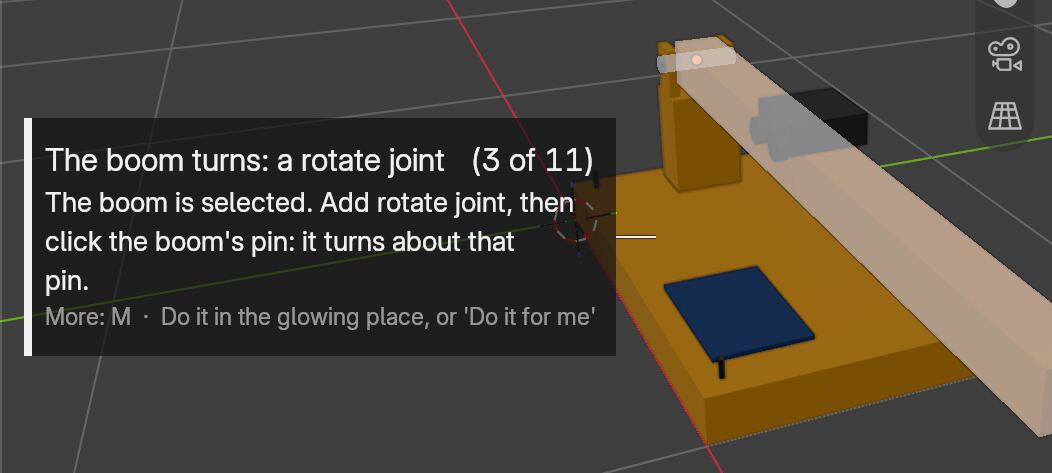 The boom turns: a rotate joint (3 of 11)
The boom is selected. Add rotate joint, then
click the boom's pin: it turns about that
pin.
More: M · Do it in the glowing place, or 'Do it for me'